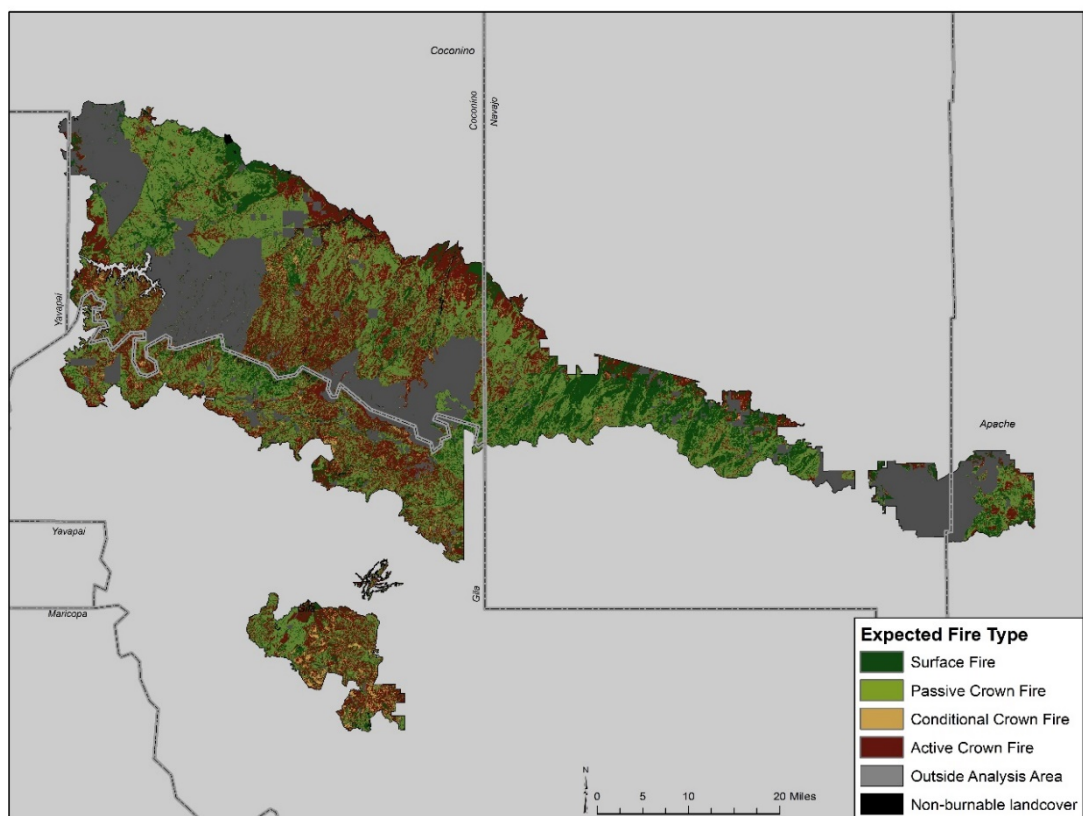 Coconino
Coconino
Navajo
Yavapai
Apache
Yavapai
Maricopa
Gila
Expected Fire Type
Surface Fire
Passive Crown Fire
Conditional Crown Fire
Active Crown Fire
Outside Analysis Area
Non-burnable landcover
N
0 5 10 20 Miles